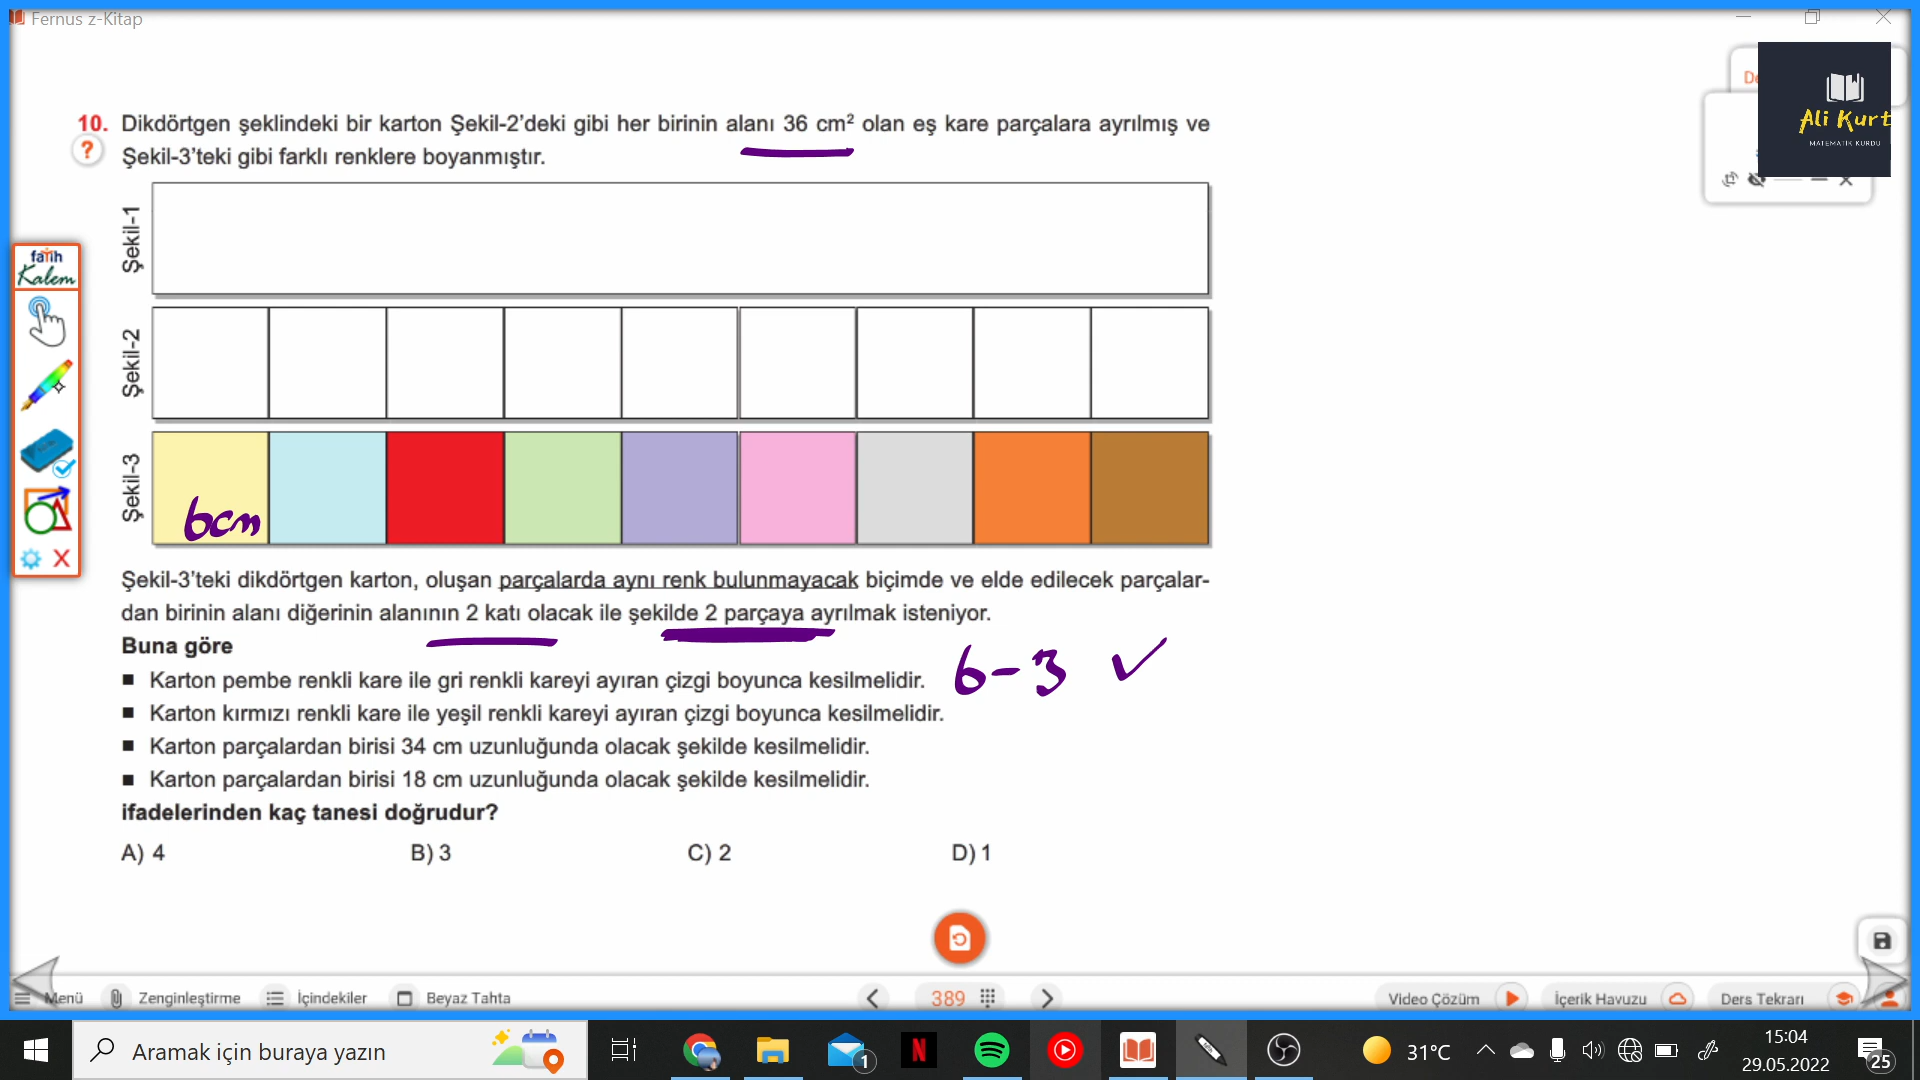 Fernus z-Kitap
De
Ali Kurt
MATEMATİK KURDU
10. Dikdörtgen şeklindeki bir karton Şekil-2'deki gibi her birinin alanı 36 cm² olan eş kare parçalara ayrılmış ve
? Şekil-3'teki gibi farklı renklere boyanmıştır.
Şekil-1
fatih
Kalem
Şekil-2
Şekil-3
6cm
Şekil-3'teki dikdörtgen karton, oluşan parçalarda aynı renk bulunmayacak biçimde ve elde edilecek parçalar-
dan birinin alanı diğerinin alanının 2 katı olacak ile şekilde 2 parçaya ayrılmak isteniyor.
Buna göre
■ Karton pembe renkli kare ile gri renkli kareyi ayıran çizgi boyunca kesilmelidir. 6-3 ✓
■ Karton kırmızı renkli kare ile yeşil renkli kareyi ayıran çizgi boyunca kesilmelidir.
■ Karton parçalardan birisi 34 cm uzunluğunda olacak şekilde kesilmelidir.
■ Karton parçalardan birisi 18 cm uzunluğunda olacak şekilde kesilmelidir.
ifadelerinden kaç tanesi doğrudur?
A) 4 B) 3 C) 2 D) 1
Menü Zenginleştirme İçindekiler Beyaz Tahta 389 Video Çözüm İçerik Havuzu Ders Tekrarı
Aramak için buraya yazın 1 N 31°C 15:04
29.05.2022 25